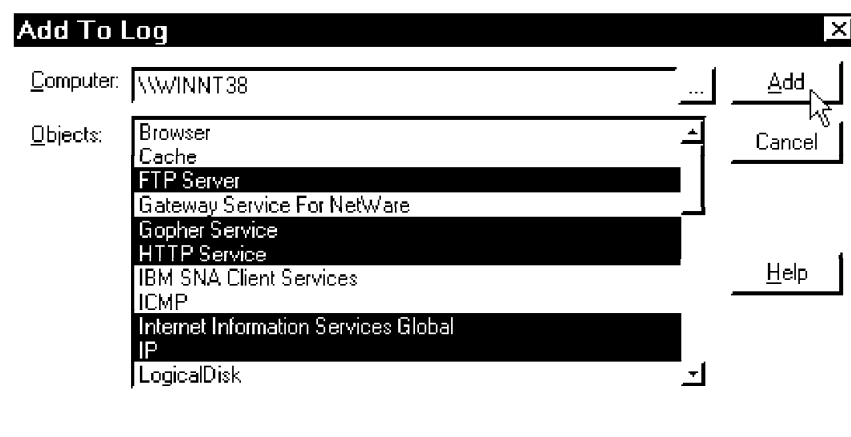 Add To Log
Computer: \\WINNT38 ... Add
Objects: Browser
Cancel
Cache
FTP Server
Gateway Service For NetWare
Gopher Service
HTTP Service
Help
IBM SNA Client Services
ICMP
Internet Information Services Global
IP
LogicalDisk